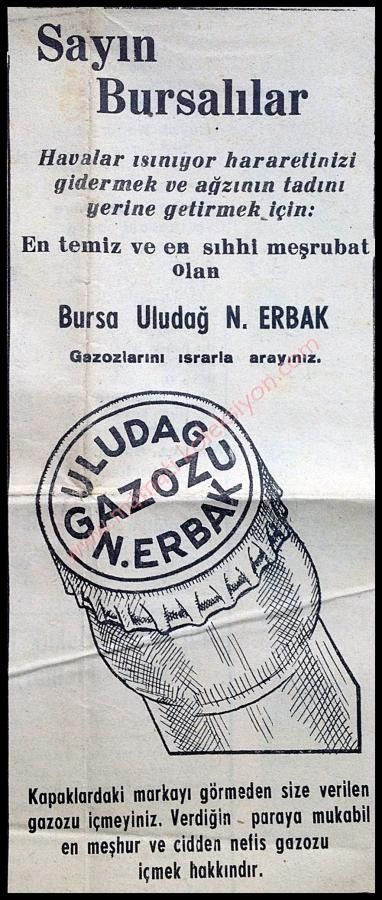 Sayın
Bursalılar
Havalar ısınıyor hararetinizi
gidermek ve ağzının tadını
yerine getirmek için:
En temiz ve en sıhhi meşrubat
olan
Bursa Uludağ N. ERBAK
Gazozlarını ısrarla arayınız.
ULUDAG
GAZOZU
N. ERBAK
Kapaklardaki markayı görmeden size verilen
gazozu içmeyiniz. Verdiğin paraya mukabil
en meşhur ve cidden nefis gazozu
içmek hakkındır.